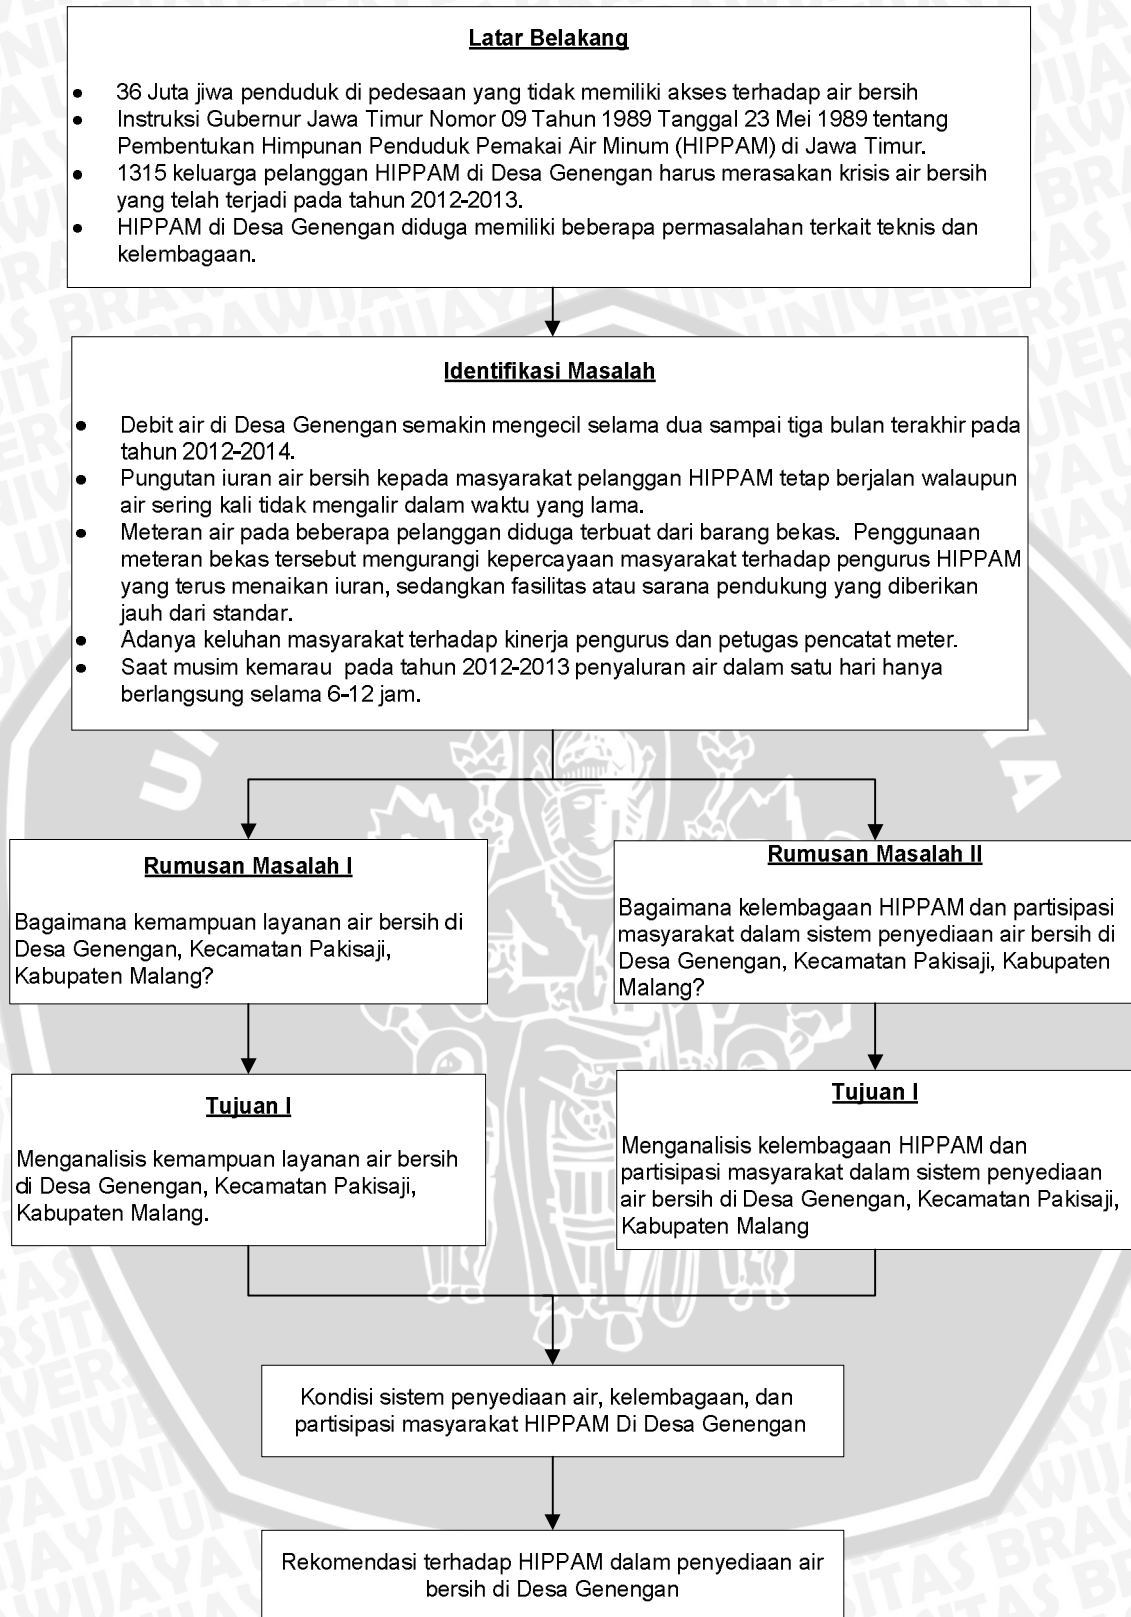 Latar Belakang
• 36 Juta jiwa penduduk di pedesaan yang tidak memiliki akses terhadap air bersih
• Instruksi Gubernur Jawa Timur Nomor 09 Tahun 1989 Tanggal 23 Mei 1989 tentang
Pembentukan Himpunan Penduduk Pemakai Air Minum (HIPPAM) di Jawa Timur.
• 1315 keluarga pelanggan HIPPAM di Desa Genengan harus merasakan krisis air bersih
yang telah terjadi pada tahun 2012-2013.
• HIPPAM di Desa Genengan diduga memiliki beberapa permasalahan terkait teknis dan
kelembagaan.
Identifikasi Masalah
• Debit air di Desa Genengan semakin mengecil selama dua sampai tiga bulan terakhir pada
tahun 2012-2014.
• Pungutan iuran air bersih kepada masyarakat pelanggan HIPPAM tetap berjalan walaupun
air sering kali tidak mengalir dalam waktu yang lama.
• Meteran air pada beberapa pelanggan diduga terbuat dari barang bekas. Penggunaan
meteran bekas tersebut mengurangi kepercayaan masyarakat terhadap pengurus HIPPAM
yang terus menaikan iuran, sedangkan fasilitas atau sarana pendukung yang diberikan
jauh dari standar.
• Adanya keluhan masyarakat terhadap kinerja pengurus dan petugas pencatat meter.
• Saat musim kemarau pada tahun 2012-2013 penyaluran air dalam satu hari hanya
berlangsung selama 6-12 jam.
Rumusan Masalah I
Bagaimana kemampuan layanan air bersih di
Desa Genengan, Kecamatan Pakisaji,
Kabupaten Malang?
Rumusan Masalah II
Bagaimana kelembagaan HIPPAM dan partisipasi
masyarakat dalam sistem penyediaan air bersih di
Desa Genengan, Kecamatan Pakisaji, Kabupaten
Malang?
Tujuan I
Menganalisis kemampuan layanan air bersih
di Desa Genengan, Kecamatan Pakisaji,
Kabupaten Malang.
Tujuan I
Menganalisis kelembagaan HIPPAM dan
partisipasi masyarakat dalam sistem penyediaan
air bersih di Desa Genengan, Kecamatan Pakisaji,
Kabupaten Malang
Kondisi sistem penyediaan air, kelembagaan, dan
partisipasi masyarakat HIPPAM Di Desa Genengan
Rekomendasi terhadap HIPPAM dalam penyediaan air
bersih di Desa Genengan